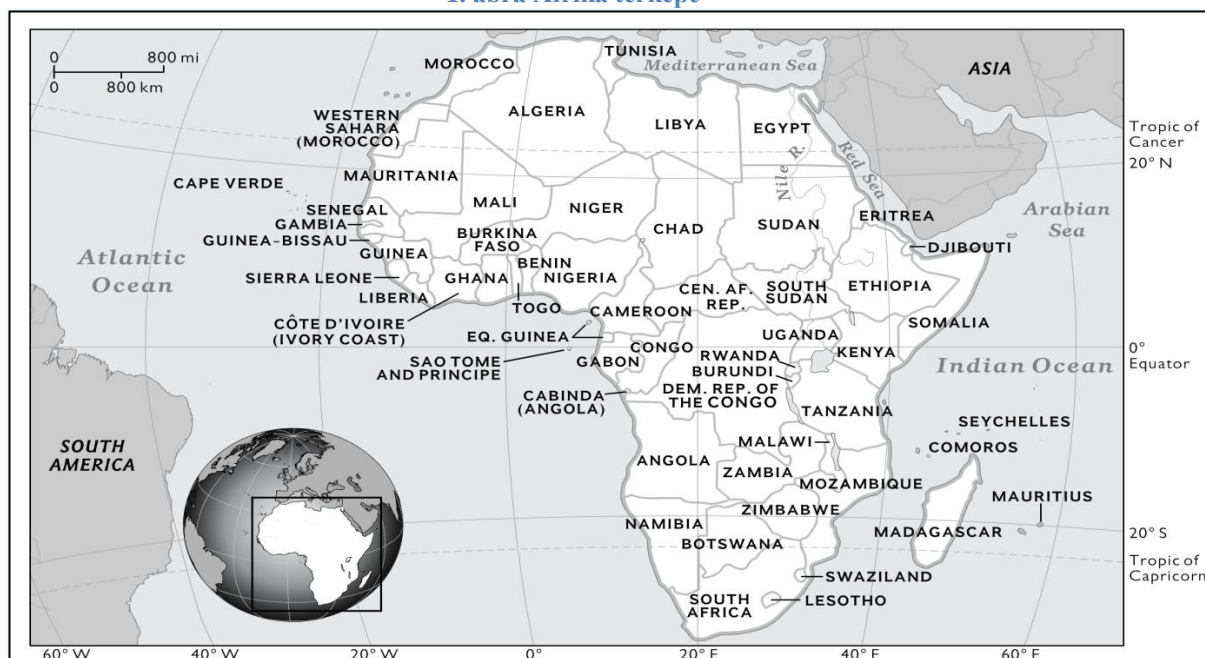 1. ábra Afrika térképe
0 800 mi
0 800 km
MOROCCO
TUNISIA
Mediterranean Sea
ASIA
WESTERN
SAHARA
(MOROCCO)
ALGERIA
LIBYA
EGYPT
Nile R.
Red Sea
Tropic of
Cancer
20° N
CAPE VERDE
MAURITANIA
MALI
NIGER
CHAD
SUDAN
ERITREA
Arabian
Sea
SENEGAL
GAMBIA
GUINEA-BISSAU
GUINEA
BURKINA
FASO
BENIN
NIGERIA
DJIBOUTI
Atlantic
Ocean
SIERRA LEONE
LIBERIA
GHANA
TOGO
CÔTE D'IVOIRE
(IVORY COAST)
CEN. AF.
REP.
SOUTH
SUDAN
ETHIOPIA
CAMEROON
SOMALIA
EQ. GUINEA
SAO TOME
AND PRINCIPE
GABON
CONGO
UGANDA
KENYA
RWANDA
BURUNDI
DEM. REP. OF
THE CONGO
0°
Equator
Indian Ocean
CABINDA
(ANGOLA)
TANZANIA
SEYCHELLES
COMOROS
SOUTH
AMERICA
MALAWI
ANGOLA
ZAMBIA
MOZAMBIQUE
MAURITIUS
ZIMBABWE
NAMIBIA
BOTSWANA
MADAGASCAR
20° S
Tropic of
Capricorn
SWAZILAND
SOUTH
AFRICA
LESOTHO
60° W 40° W 20° W 0° 20° E 40° E 60° E